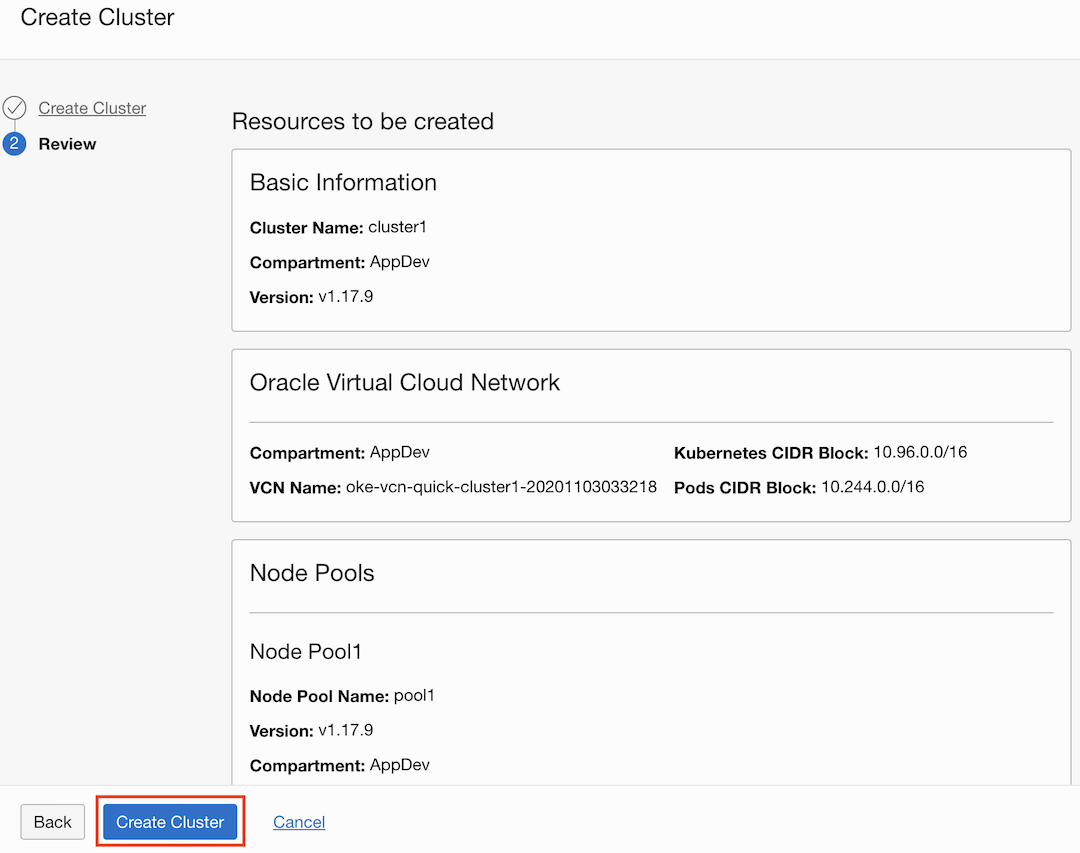 Create Cluster
Create Cluster
2 Review
Resources to be created
Basic Information
Cluster Name: cluster1
Compartment: AppDev
Version: v1.17.9
Oracle Virtual Cloud Network
Compartment: AppDev
Kubernetes CIDR Block: 10.96.0.0/16
VCN Name: oke-vcn-quick-cluster1-20201103033218
Pods CIDR Block: 10.244.0.0/16
Node Pools
Node Pool1
Node Pool Name: pool1
Version: v1.17.9
Compartment: AppDev
Back
Create Cluster
Cancel